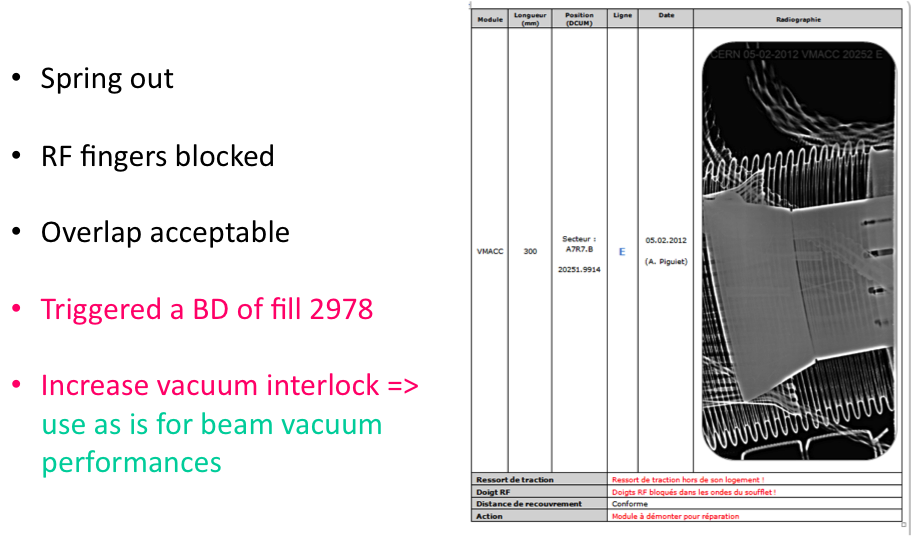 • Spring out
• RF fingers blocked
• Overlap acceptable
• Triggered a BD of fill 2978
• Increase vacuum interlock =>
use as is for beam vacuum
performances
Module Longueur (mm) Position (DCUM) Ligne Date Radiographie
CERN 05-02-2012 VMACC 20252 E
VMACC 300 Secteur : A7R7.B 20251.9914 E 05.02.2012 (A. Piguiet)
Ressort de traction Ressort de traction hors de son logement !
Doigt RF Doigts RF bloqués dans les ondes du soufflet !
Distance de recouvrement Conforme
Action Module à démonter pour réparation